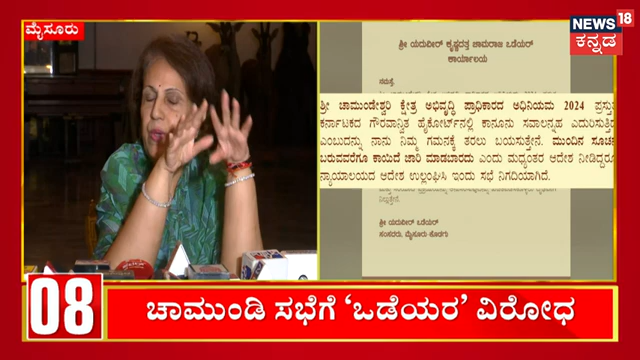 ಮೈಸೂರು
NEWS 18
ಕನ್ನಡ
ಶ್ರೀ ಯದುವೀರ್ ಕೃಷ್ಣದತ್ತ ಚಾಮರಾಜ ಒಡೆಯರ್
ಕಾರ್ಯಾಲಯ
ಶ್ರೀ ಚಾಮುಂಡೇಶ್ವರಿ ಕ್ಷೇತ್ರ ಅಭಿವೃದ್ಧಿ ಪ್ರಾಧಿಕಾರದ ಅಧಿನಿಯಮ 2024 ಪ್ರಸ್ತುತ
ಕರ್ನಾಟಕದ ಗೌರವಾನ್ವಿತ ಹೈಕೋರ್ಟ್‌ನಲ್ಲಿ ಕಾನೂನು ಸವಾಲನ್ನು ಎದುರಿಸುತ್ತಿ
ಎಂಬುದನ್ನು ನಾನು ನಿಮ್ಮ ಗಮನಕ್ಕೆ ತರಲು ಬಯಸುತ್ತೇನೆ. ಮುಂದಿನ ಸೂಚನೆ
ಬರುವವರೆಗೂ ಕಾಯಿದೆ ಜಾರಿ ಮಾಡಬಾರದು ಎಂದು ಮಧ್ಯಂತರ ಆದೇಶ ನೀಡಿದ್ದರೂ
ನ್ಯಾಯಾಲಯದ ಆದೇಶ ಉಲ್ಲಂಘಿಸಿ ಇಂದು ಸಭೆ ನಿಗದಿಯಾಗಿದೆ.
ಶ್ರೀ ಯದುವೀರ್ ಒಡೆಯರ್
ಸಂಸದರು, ಮೈಸೂರು ಕೊಡಗು
08 ಚಾಮುಂಡಿ ಸಭೆಗೆ ‘ಒಡೆಯರ’ ವಿರೋಧ